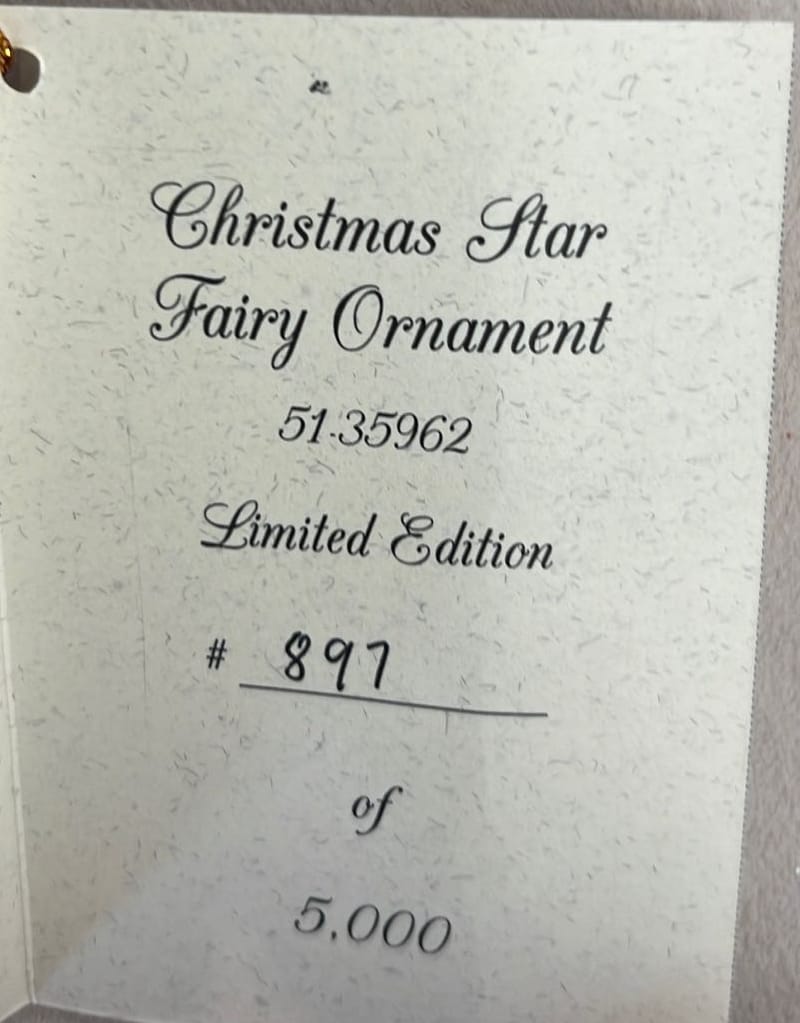 Christmas Star
Fairy Ornament
51.35962
Limited Edition
# 897
of
5,000